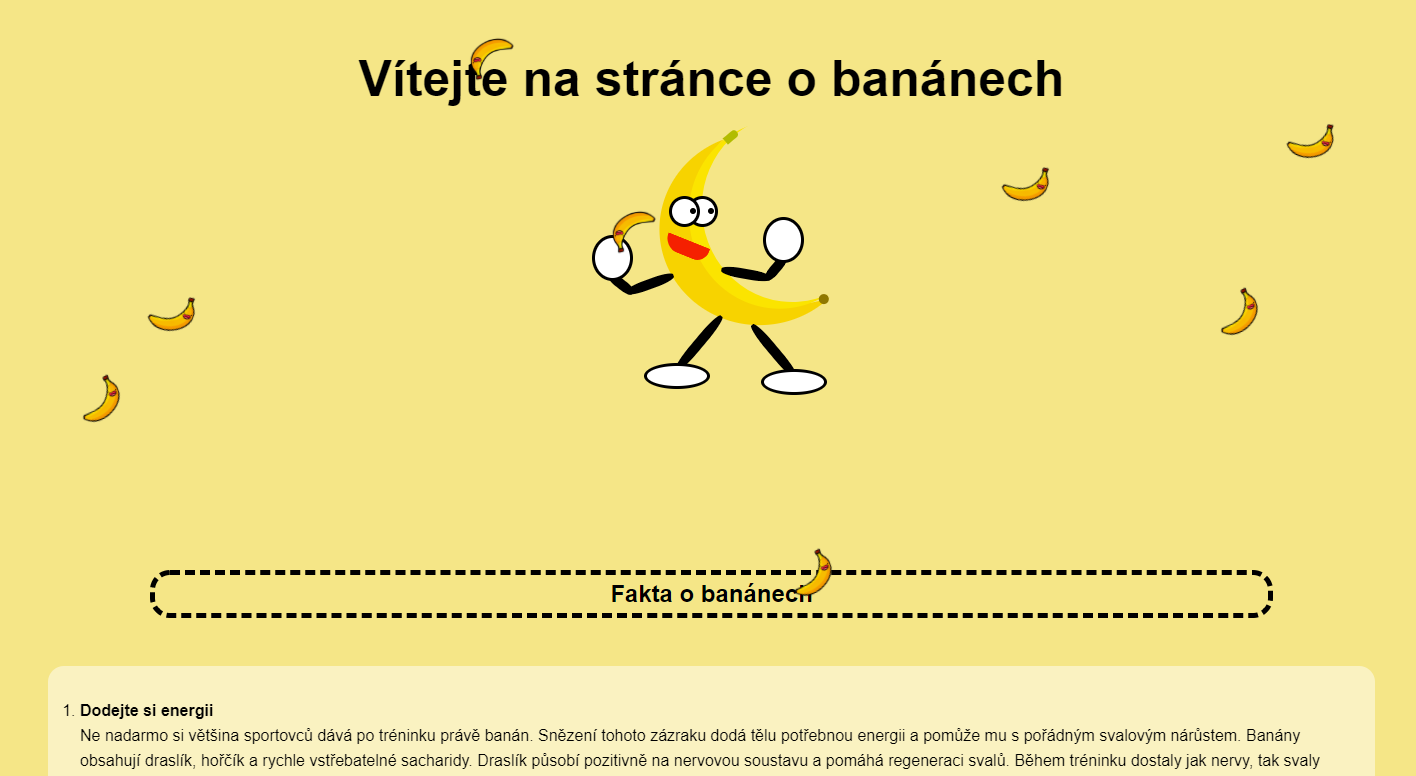 Vítejte na stránce o banánech
Fakta o banánech
1. Dodejte si energii
Ne nadarmo si většina sportovců dává po tréninku právě banán. Snězení tohoto zázraku dodá tělu potřebnou energii a pomůže mu s pořádným svalovým nárůstem. Banány
obsahují draslík, hořčík a rychle vstřebatelné sacharidy. Draslík působí pozitivně na nervovou soustavu a pomáhá regeneraci svalů. Během tréninku dostaly jak nervy, tak svaly